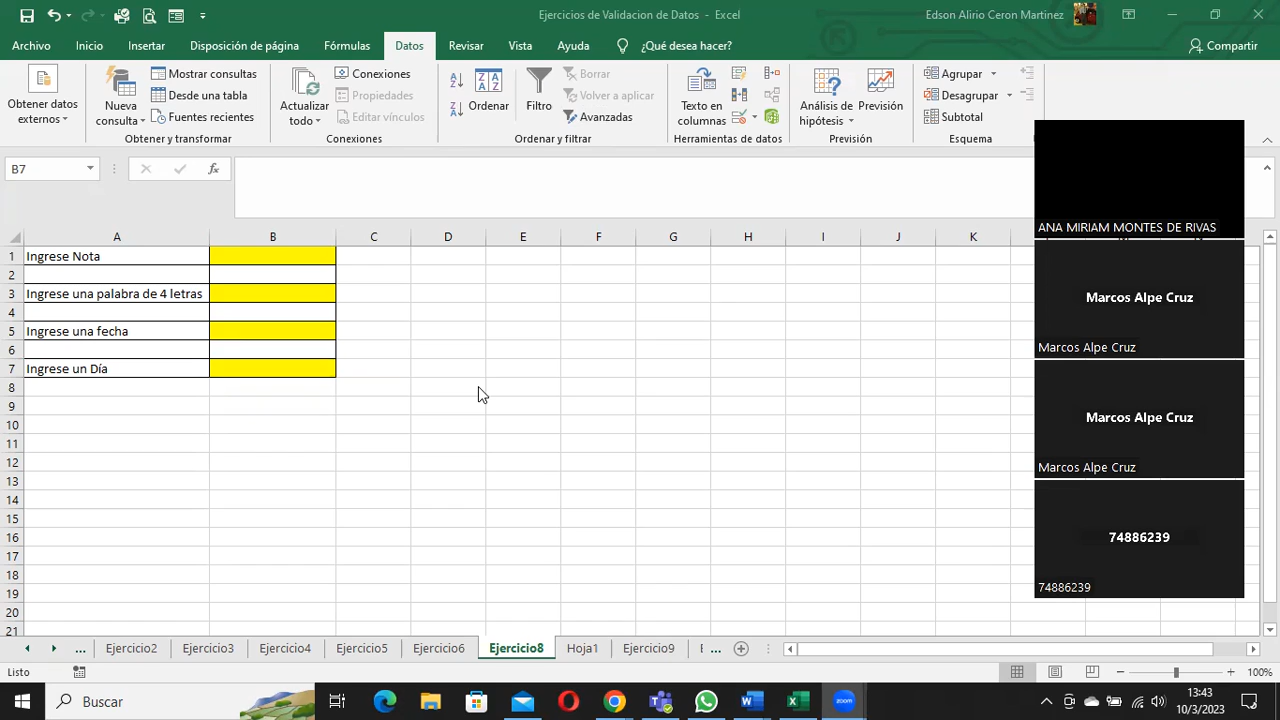 Ejercicios de Validacion de Datos - Excel
Edson Alirio Ceron Martinez
Archivo Inicio Insertar Disposición de página Fórmulas Datos Revisar Vista Ayuda ¿Qué desea hacer? Compartir
Obtener datos externos
Nueva consulta
Mostrar consultas
Desde una tabla
Fuentes recientes
Obtener y transformar
Actualizar todo
Conexiones
Propiedades
Editar vínculos
Conexiones
Ordenar
Filtro
Borrar
Volver a aplicar
Avanzadas
Ordenar y filtrar
Texto en columnas
Herramientas de datos
Análisis de hipótesis
Previsión
Previsión
Agrupar
Desagrupar
Subtotal
Esquema
B7
fx
A B C D E F G H I J K
1 Ingrese Nota
2
3 Ingrese una palabra de 4 letras
4
5 Ingrese una fecha
6
7 Ingrese un Día
8
9
10
11
12
13
14
15
16
17
18
19
20
21
ANA MIRIAM MONTES DE RIVAS
Marcos Alpe Cruz
Marcos Alpe Cruz
Marcos Alpe Cruz
Marcos Alpe Cruz
74886239
74886239
... Ejercicio2 Ejercicio3 Ejercicio4 Ejercicio5 Ejercicio6 Ejercicio8 Hoja1 Ejercicio9 ...
Listo
100%
Buscar
zoom
13:43
10/3/2023